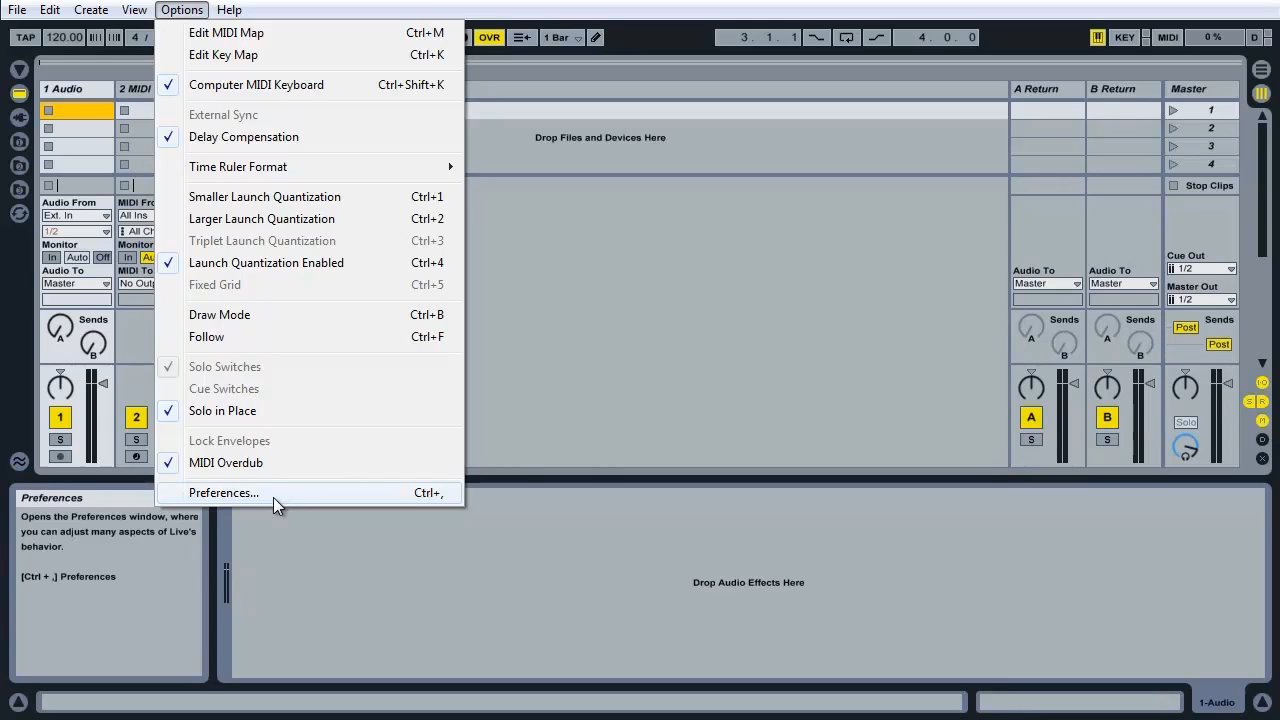 File Edit Create View Options Help
TAP 120.00 4 / OVR 1 Bar 3. 1. 1 4. 0. 0 KEY MIDI 0 % D
Edit MIDI Map Ctrl+M
Edit Key Map Ctrl+K
Computer MIDI Keyboard Ctrl+Shift+K
External Sync
Delay Compensation
Time Ruler Format
Smaller Launch Quantization Ctrl+1
Larger Launch Quantization Ctrl+2
Triplet Launch Quantization Ctrl+3
Launch Quantization Enabled Ctrl+4
Fixed Grid Ctrl+5
Draw Mode Ctrl+B
Follow Ctrl+F
Solo Switches
Cue Switches
Solo in Place
Lock Envelopes
MIDI Overdub
Preferences... Ctrl+,
1 Audio 2 MIDI
Audio From MIDI Fr
Ext. In All Ins
1/2 All Ch
Monitor Monitor
In Auto Off In Au
Audio To MIDI To
Master No Outp
Sends
A
B
1 2
S S
Drop Files and Devices Here
A Return B Return Master
1
2
3
4
Stop Clips
Cue Out
1/2
Audio To Audio To
Master Master
Master Out
1/2
Sends Sends Sends
A A Post
B B Post
A B Solo
S S
I·O
S R
M
D
X
Preferences
Opens the Preferences window, where
you can adjust many aspects of Live's
behavior.
[Ctrl + ,] Preferences
Drop Audio Effects Here
1-Audio